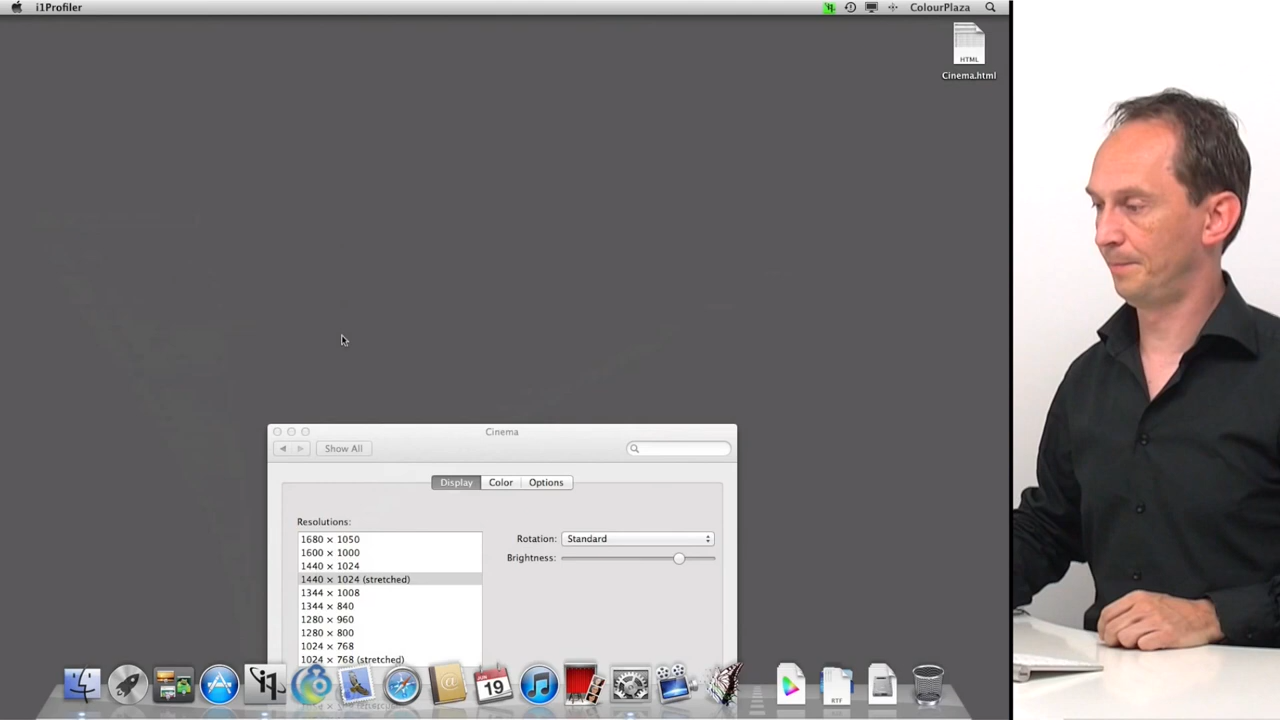 i1Profiler
ColourPlaza
HTML
Cinema.html
Cinema
Show All
Display
Color
Options
Resolutions:
1680 × 1050
1600 × 1000
1440 × 1024
1440 × 1024 (stretched)
1344 × 1008
1344 × 840
1280 × 960
1280 × 800
1024 × 768
1024 × 768 (stretched)
Rotation:
Standard
Brightness:
JUN
19
RTF